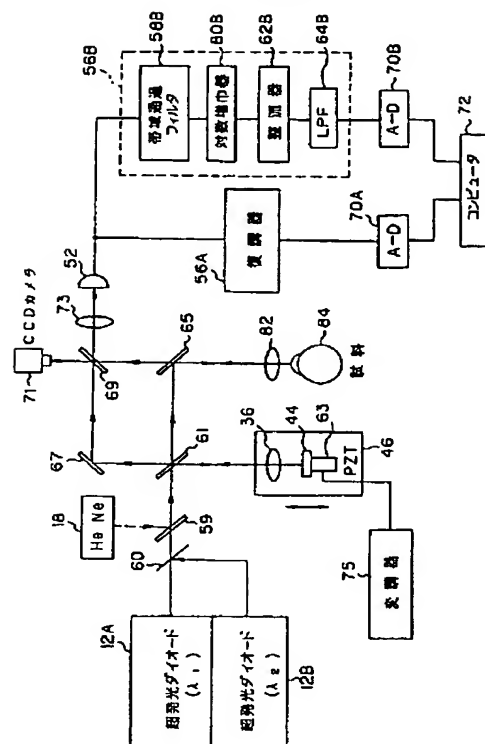 12A
超発光ダイオード
(λ1)
超発光ダイオード
(λ2)
12B
60
18
He Ne
59
61
67
65
69
71
CCDカメラ
73
52
36
44
63
PZT
46
75
変調器
82
84
試料
56A
復調器
56B
帯域通過
フィルタ
58B
対数増巾器
80B
整流器
62B
LPF
64B
70A
A-D
A-D
70B
コンピュータ
72